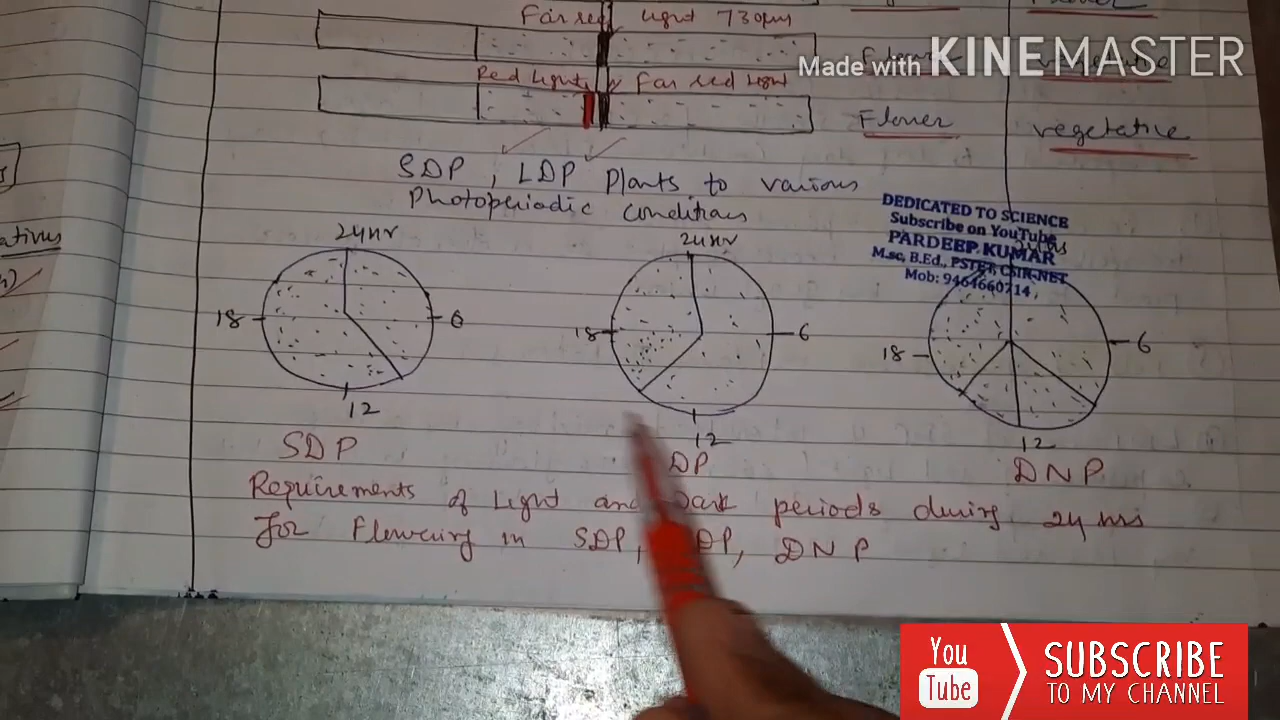 Far red light 730µm
Made with KINEMASTER
Red light Far red light
Flower vegetative
SDP, LDP Plants to various
Photoperiodic conditions
DEDICATED TO SCIENCE
Subscribe on YouTube
PARDEEP KUMAR
M.sc, B.Ed., PSTET, CSIR-NET
Mob: 9464660714
24hr 24hr
18 6 18 6 18 6
12 12 12
SDP DP DNP
Requirements of Light and Dark periods during 24 hrs
for Flowering in SDP, DP, DNP
You Tube
SUBSCRIBE
TO MY CHANNEL